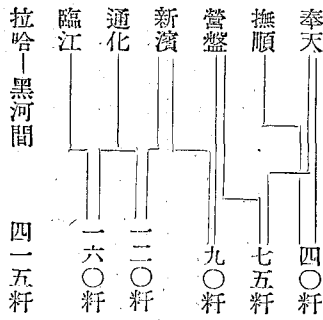 奉天
撫順
營盤
新濱
通化
臨江
拉哈—黑河間
四〇粁
七五粁
九〇粁
一二〇粁
一六〇粁
四一五粁